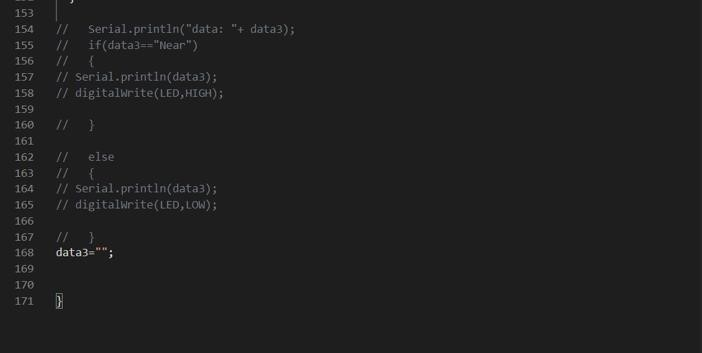 153
154 //   Serial.println("data: "+ data3);
155 //   if(data3=="Near")
156 //   {
157 // Serial.println(data3);
158 // digitalWrite(LED,HIGH);
159
160 //   }
161
162 //   else
163 //   {
164 // Serial.println(data3);
165 // digitalWrite(LED,LOW);
166
167 //   }
168 data3="";
169
170
171 }